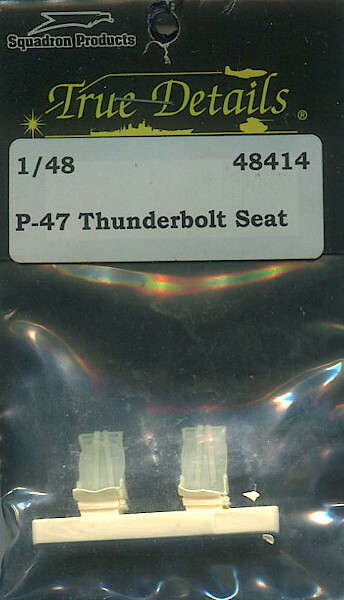 Squadron Products
True Details ®
1/48 48414
P-47 Thunderbolt Seat